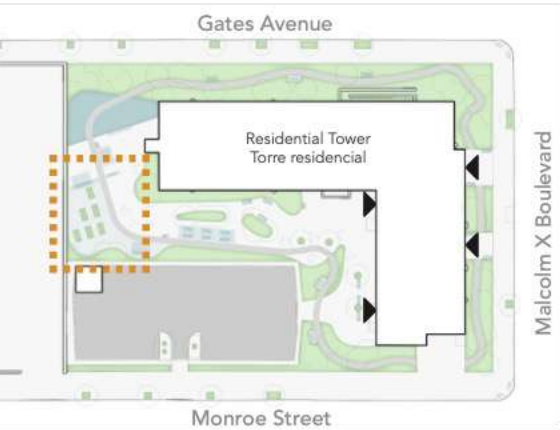 Gates Avenue
Residential Tower
Torre residencial
Malcolm X Boulevard
Monroe Street